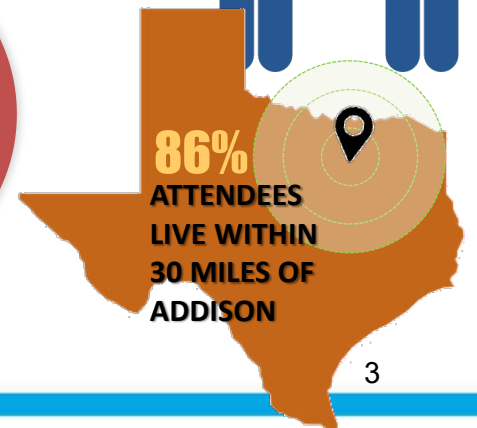 86%
ATTENDEES
LIVE WITHIN
30 MILES OF
ADDISON
3